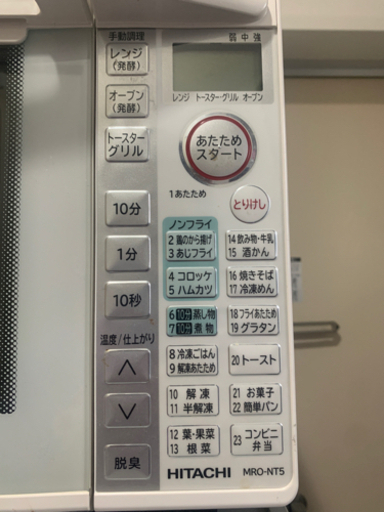 手動調理
弱 中 強
レンジ
(発酵)
レンジ トースター・グリル オーブン
オーブン
(発酵)
トースター
グリル
あたため
スタート
1あたため
とりけし
10分
1分
10秒
温度/仕上がり
脱臭
ノンフライ
2 鶏のから揚げ
3 あじフライ
4 コロッケ
5 ハムカツ
6 10分 蒸し物
7 10分 煮物
8 冷凍ごはん
9 解凍あたため
10 解凍
11 半解凍
12 葉・果菜
13 根菜
14 飲み物・牛乳
15 酒かん
16 焼きそば
17 冷凍めん
18 フライあたため
19 グラタン
20 トースト
21 お菓子
22 簡単パン
23 コンビニ
弁当
HITACHI MRO-NT5